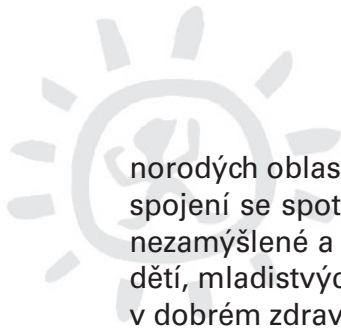 norodých oblas
spojení se spot
nezamýšlené a
dětí, mladistvýc
v dobrém zdrav